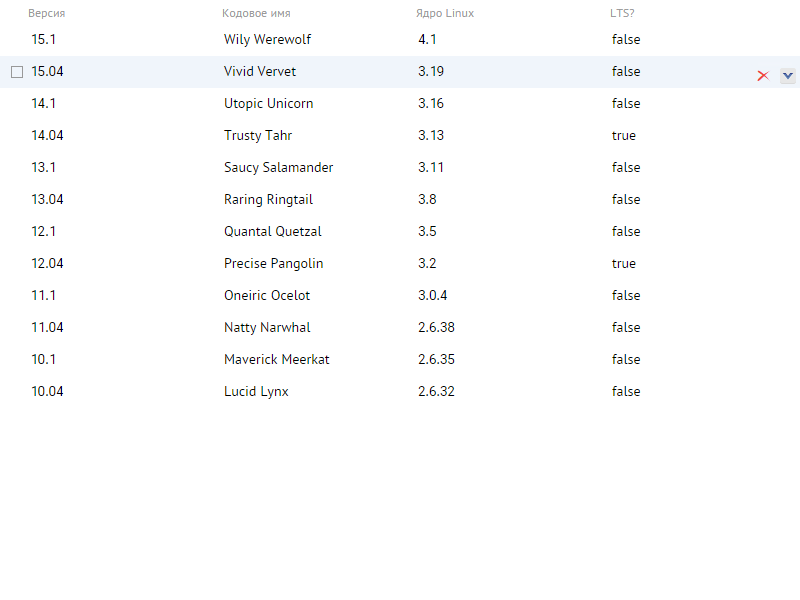 Версия Кодовое имя Ядро Linux LTS?
15.1 Wily Werewolf 4.1 false
15.04 Vivid Vervet 3.19 false
14.1 Utopic Unicorn 3.16 false
14.04 Trusty Tahr 3.13 true
13.1 Saucy Salamander 3.11 false
13.04 Raring Ringtail 3.8 false
12.1 Quantal Quetzal 3.5 false
12.04 Precise Pangolin 3.2 true
11.1 Oneiric Ocelot 3.0.4 false
11.04 Natty Narwhal 2.6.38 false
10.1 Maverick Meerkat 2.6.35 false
10.04 Lucid Lynx 2.6.32 false